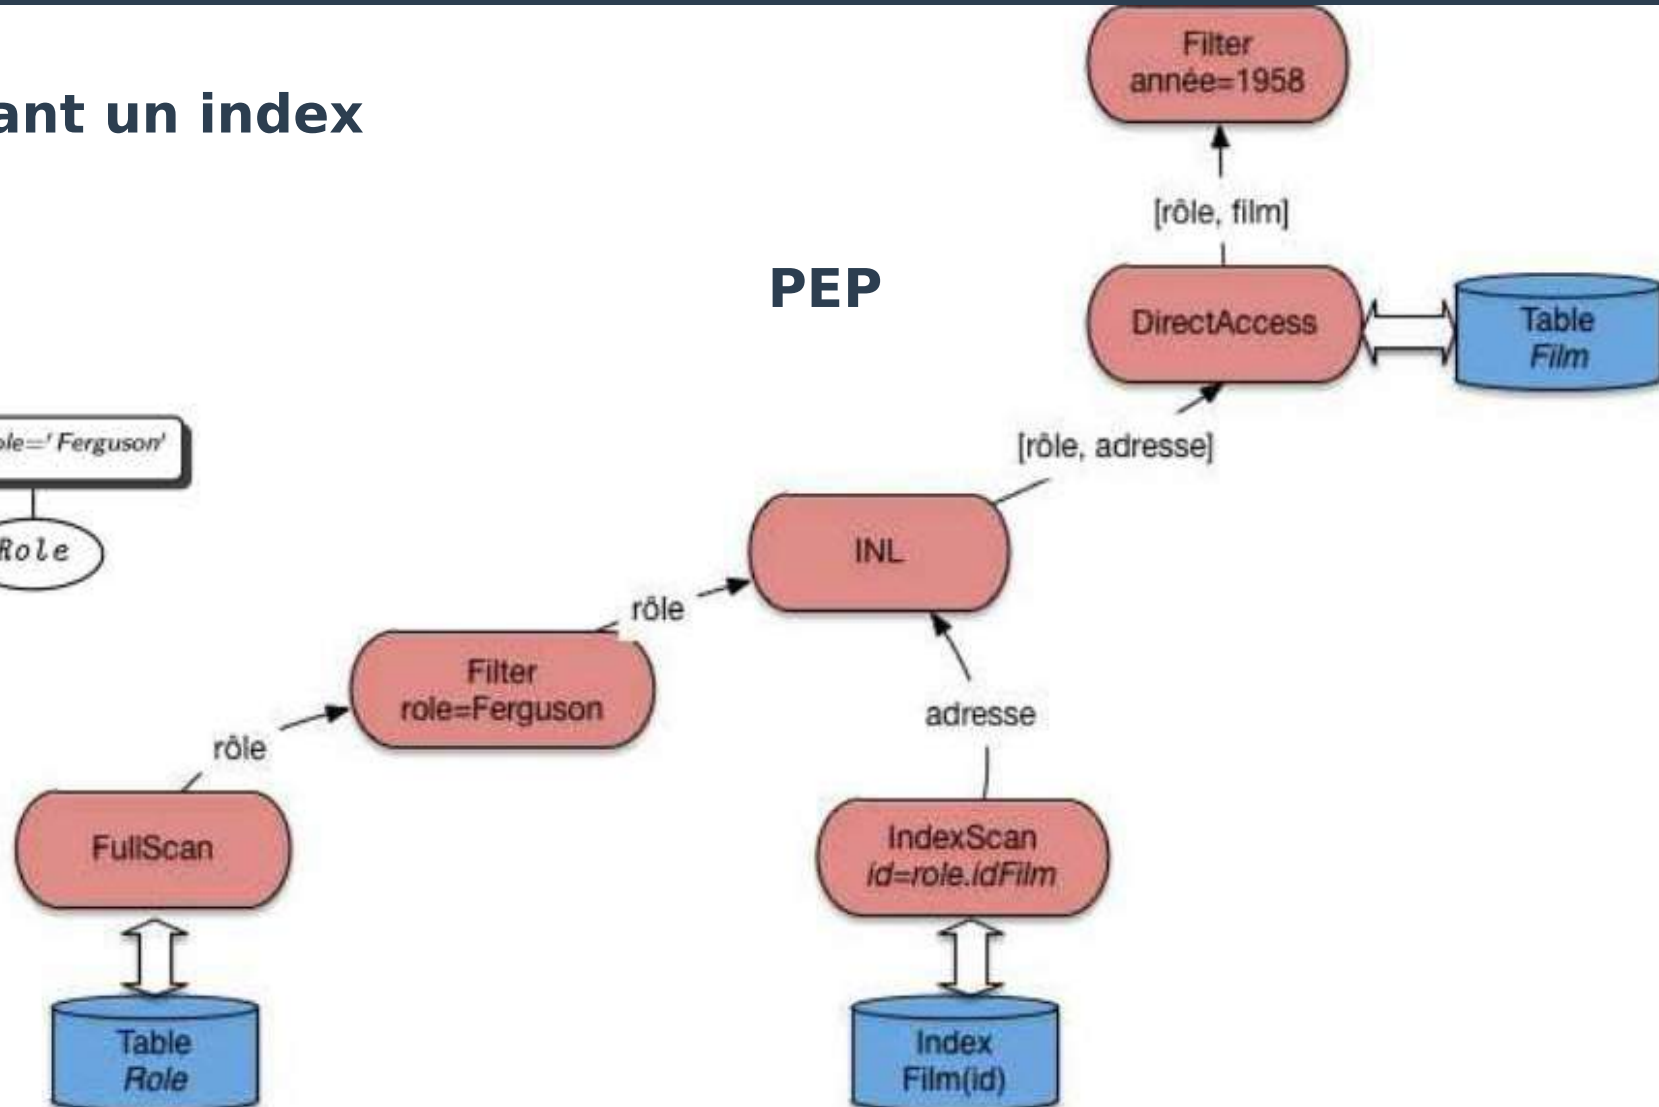 Filter
année=1958
ant un index
[rôle, film]
PEP
DirectAccess
Table
Film
ole='Ferguson'
[rôle, adresse]
Role
INL
rôle
Filter
role=Ferguson
adresse
rôle
FullScan
IndexScan
id=role.idFilm
Table
Role
Index
Film(id)